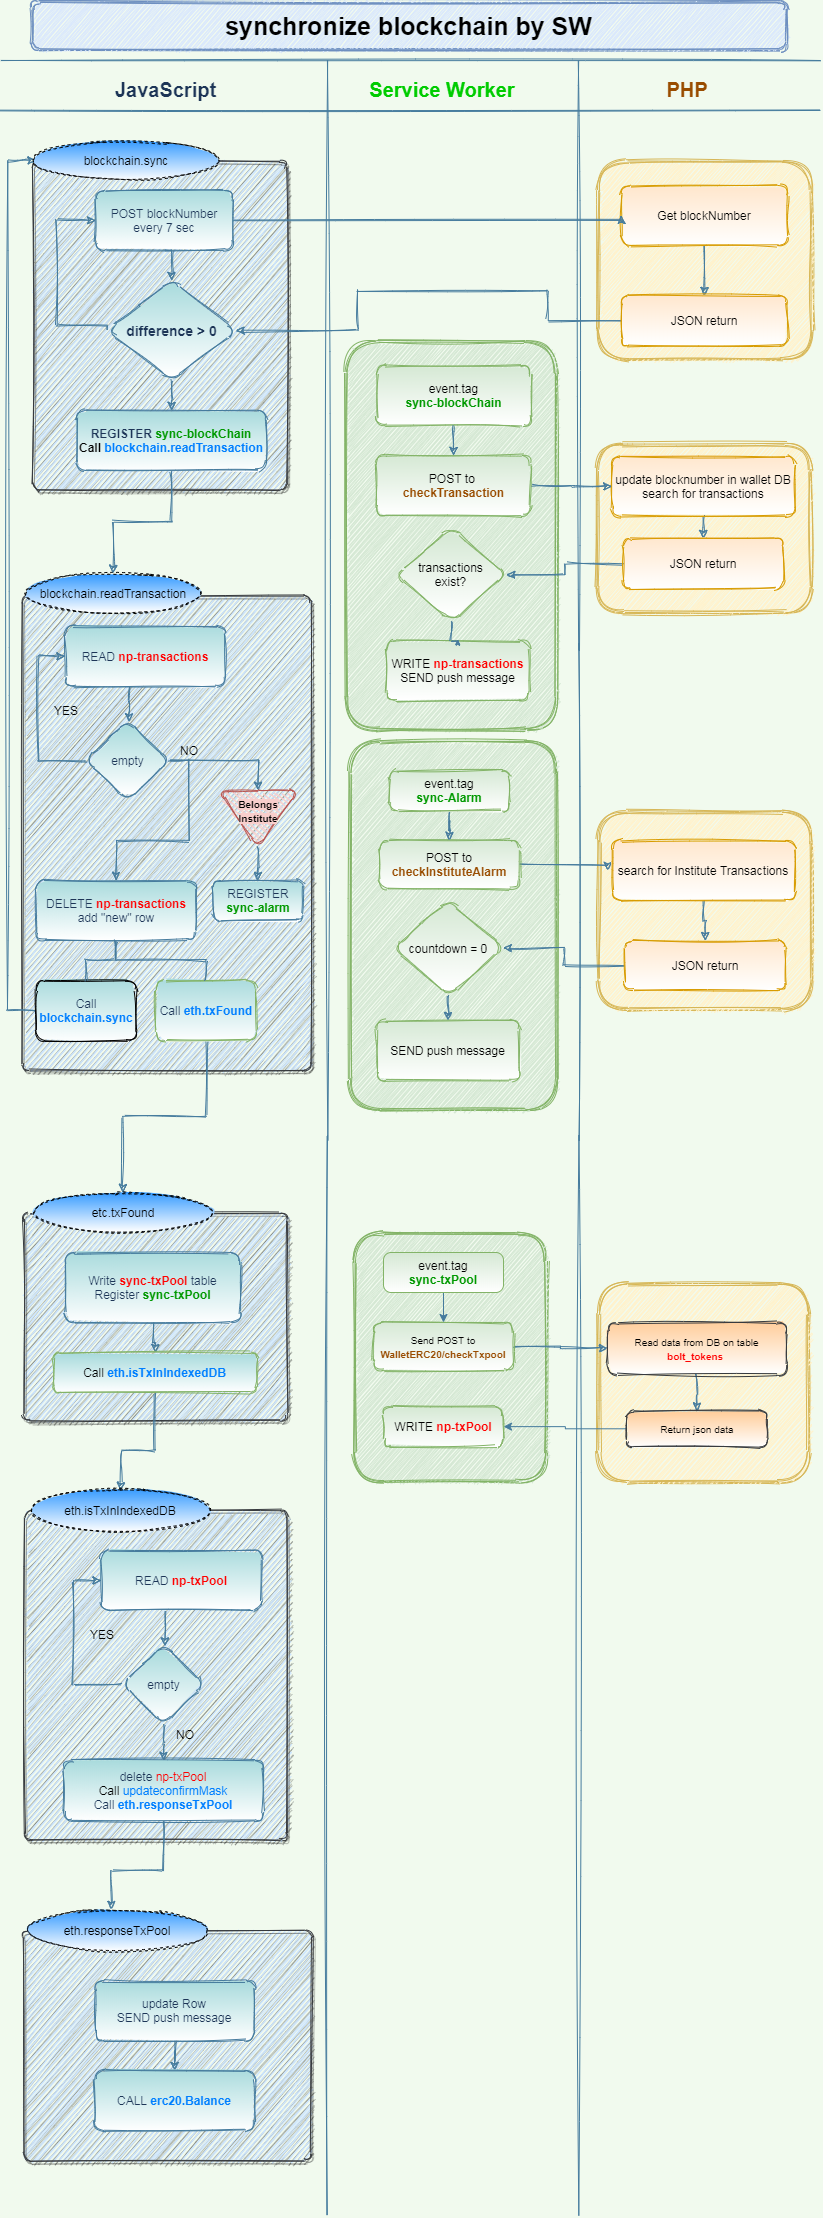 synchronize blockchain by SW
JavaScript
Service Worker
PHP
blockchain.sync
POST blockNumber
every 7 sec
Get blockNumber
difference > 0
JSON return
REGISTER sync-blockChain
Call blockchain.readTransaction
event.tag
sync-blockChain
POST to
checkTransaction
update blocknumber in wallet DB
search for transactions
transactions
exist?
JSON return
WRITE np-transactions
SEND push message
blockchain.readTransaction
READ np-transactions
YES
empty
NO
Belongs
Institute
DELETE np-transactions
add "new" row
REGISTER
sync-alarm
Call
blockchain.sync
Call eth.txFound
event.tag
sync-Alarm
POST to
checkInstituteAlarm
search for Institute Transactions
countdown = 0
JSON return
SEND push message
etc.txFound
Write sync-txPool table
Register sync-txPool
Call eth.isTxInIndexedDB
event.tag
sync-txPool
Send POST to
WalletERC20/checkTxpool
Read data from DB on table
bolt_tokens
WRITE np-txPool
Return json data
eth.isTxInIndexedDB
READ np-txPool
YES
empty
NO
delete np-txPool
Call updateconfirmMask
Call eth.responseTxPool
eth.responseTxPool
update Row
SEND push message
CALL erc20.Balance